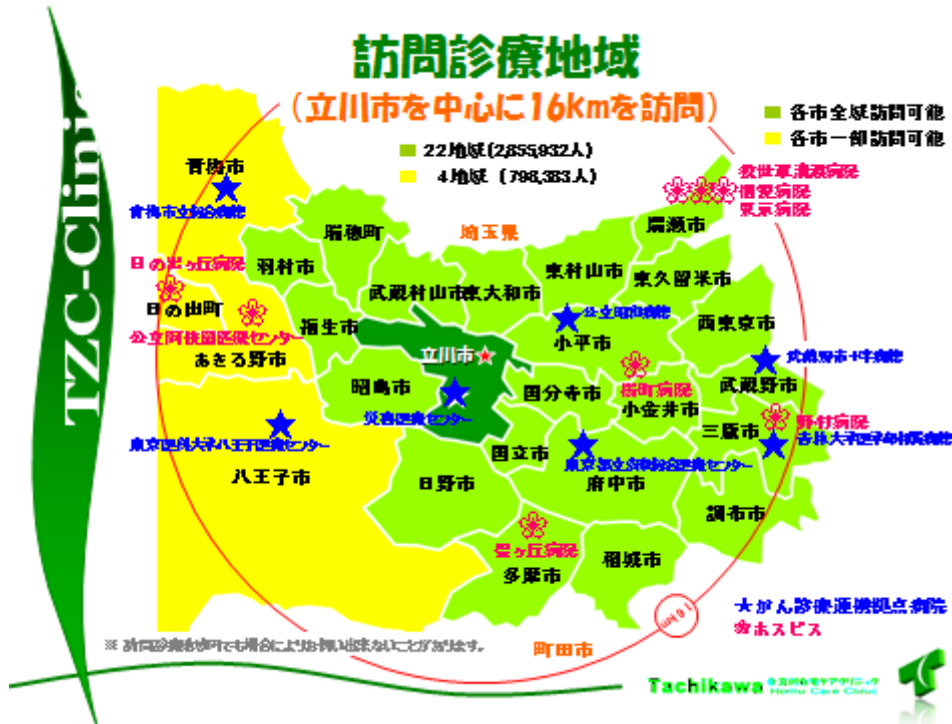 TZC-Clini
訪問診療地域
(立川市を中心に16kmを訪問)
各市全域訪問可能
各市一部訪問可能
22地域(2,855,932人)
4地域 (798,383人)
青梅市
青梅市立総合病院
瑞穂町
埼玉県
救世軍清瀬病院
信愛病院
東京病院
清瀬市
日の出ヶ丘病院
羽村市
武蔵村山市
東大和市
東村山市
東久留米市
日の出町
福生市
公立昭和病院
西東京市
公立阿伎留医療センター
あきる野市
立川市
小平市
武蔵野赤十字病院
武蔵野市
昭島市
国分寺市
桜町病院
小金井市
野村病院
三鷹市
災害医療センター
杏林大学医学部付属病院
東京医科大学八王子医療センター
八王子市
国立市
東京都立多摩総合医療センター
日野市
府中市
調布市
聖ヶ丘病院
多摩市
稲城市
16km
★がん診療連携拠点病院
ホスピス
町田市
Tachikawa
Home Care Clinic